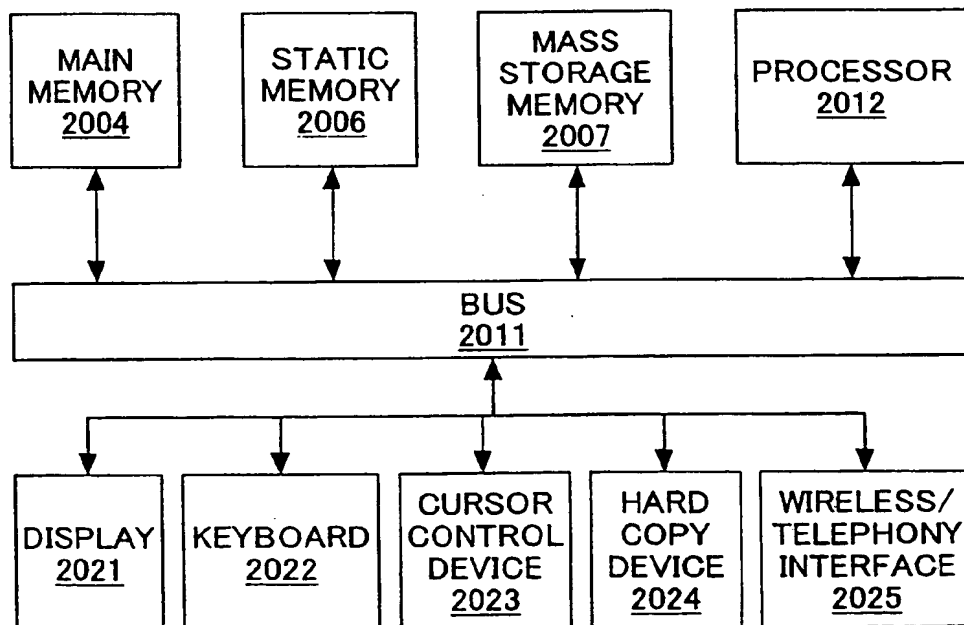 MAIN
MEMORY
2004
STATIC
MEMORY
2006
MASS
STORAGE
MEMORY
2007
PROCESSOR
2012
BUS
2011
DISPLAY
2021
KEYBOARD
2022
CURSOR
CONTROL
DEVICE
2023
HARD
COPY
DEVICE
2024
WIRELESS/
TELEPHONY
INTERFACE
2025